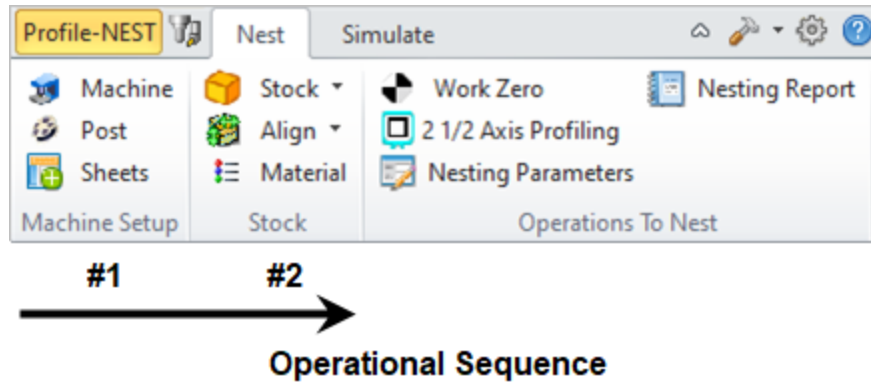 Profile-NEST Nest Simulate
Machine Stock Work Zero Nesting Report
Post Align 2 1/2 Axis Profiling
Sheets Material Nesting Parameters
Machine Setup Stock Operations To Nest
#1 #2
Operational Sequence